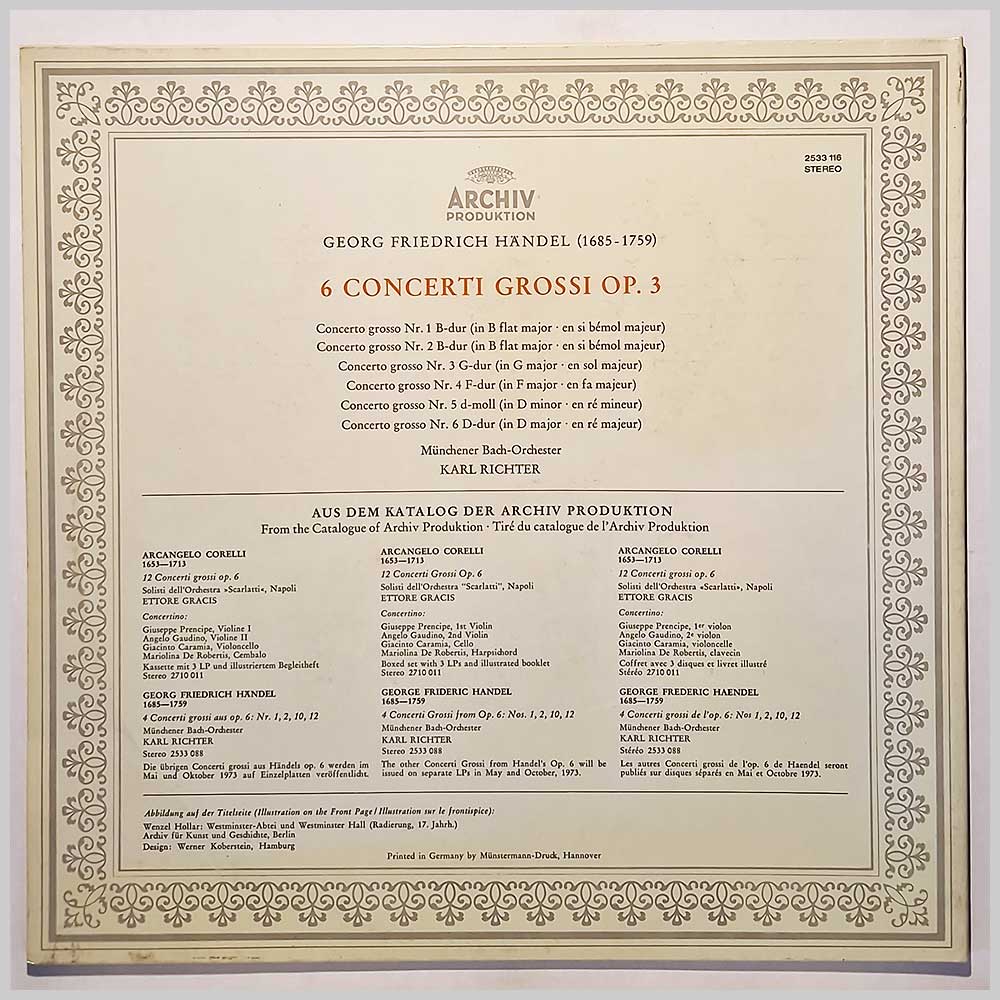 2533 116
STEREO
ARCHIV
PRODUKTION
GEORG FRIEDRICH HÄNDEL (1685-1759)
6 CONCERTI GROSSI OP. 3
Concerto grosso Nr. 1 B-dur (in B flat major · en si bémol majeur)
Concerto grosso Nr. 2 B-dur (in B flat major · en si bémol majeur)
Concerto grosso Nr. 3 G-dur (in G major · en sol majeur)
Concerto grosso Nr. 4 F-dur (in F major · en fa majeur)
Concerto grosso Nr. 5 d-moll (in D minor · en ré mineur)
Concerto grosso Nr. 6 D-dur (in D major · en ré majeur)
Münchener Bach-Orchester
KARL RICHTER
AUS DEM KATALOG DER ARCHIV PRODUKTION
From the Catalogue of Archiv Produktion · Tiré du catalogue de l'Archiv Produktion
ARCANGELO CORELLI
1653—1713
12 Concerti grossi op. 6
Solisti dell'Orchestra »Scarlatti«, Napoli
ETTORE GRACIS
Concertino:
Giuseppe Prencipe, Violine I
Angelo Gaudino, Violine II
Giacinto Caramia, Violoncello
Mariolina De Robertis, Cembalo
Kassette mit 3 LP und illustriertem Begleitheft
Stereo 2710 011
GEORG FRIEDRICH HÄNDEL
1685—1759
4 Concerti grossi aus op. 6: Nr. 1, 2, 10, 12
Münchener Bach-Orchester
KARL RICHTER
Stereo 2533 088
Die übrigen Concerti grossi aus Händels op. 6 werden im
Mai und Oktober 1973 auf Einzelplatten veröffentlicht.
ARCANGELO CORELLI
1653—1713
12 Concerti Grossi Op. 6
Solisti dell'Orchestra "Scarlatti", Napoli
ETTORE GRACIS
Concertino:
Giuseppe Prencipe, 1st Violin
Angelo Gaudino, 2nd Violin
Giacinto Caramia, Cello
Mariolina De Robertis, Harpsichord
Boxed set with 3 LPs and illustrated booklet
Stereo 2710 011
GEORGE FRIDERIC HANDEL
1685—1759
4 Concerti Grossi from Op. 6: Nos. 1, 2, 10, 12
Münchener Bach-Orchester
KARL RICHTER
Stereo 2533 088
The other Concerti Grossi from Handel's Op. 6 will be
issued on separate LPs in May and October, 1973.
ARCANGELO CORELLI
1653—1713
12 Concerti grossi op. 6
Solisti dell'Orchestra «Scarlatti», Napoli
ETTORE GRACIS
Concertino:
Giuseppe Prencipe, 1er violon
Angelo Gaudino, 2e violon
Giacinto Caramia, violoncelle
Mariolina De Robertis, clavecin
Coffret avec 3 disques et livret illustré
Stéréo 2710 011
GEORGE FREDERIC HAENDEL
1685—1759
4 Concerti grossi de l'op. 6: Nos 1, 2, 10, 12
Münchener Bach-Orchester
KARL RICHTER
Stéréo 2533 088
Les autres Concerti grossi de l'op. 6 de Haendel seront
publiés sur disques séparés en Mai et Octobre 1973.
Abbildung auf der Titelseite (Illustration on the Front Page/Illustration sur le frontispice):
Wenzel Hollar: Westminster-Abtei und Westminster Hall (Radierung, 17. Jahrh.)
Archiv für Kunst und Geschichte, Berlin
Design: Werner Koberstein, Hamburg
Printed in Germany by Münstermann-Druck, Hannover